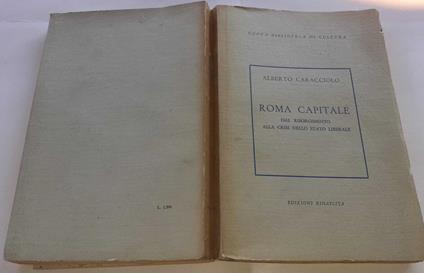 NUOVA BIBLIOTECA DI CULTURA
ALBERTO CARACCIOLO
ROMA CAPITALE
DAL RISORGIMENTO
ALLA CRISI DELLO STATO LIBERALE
EDIZIONI RINASCITA